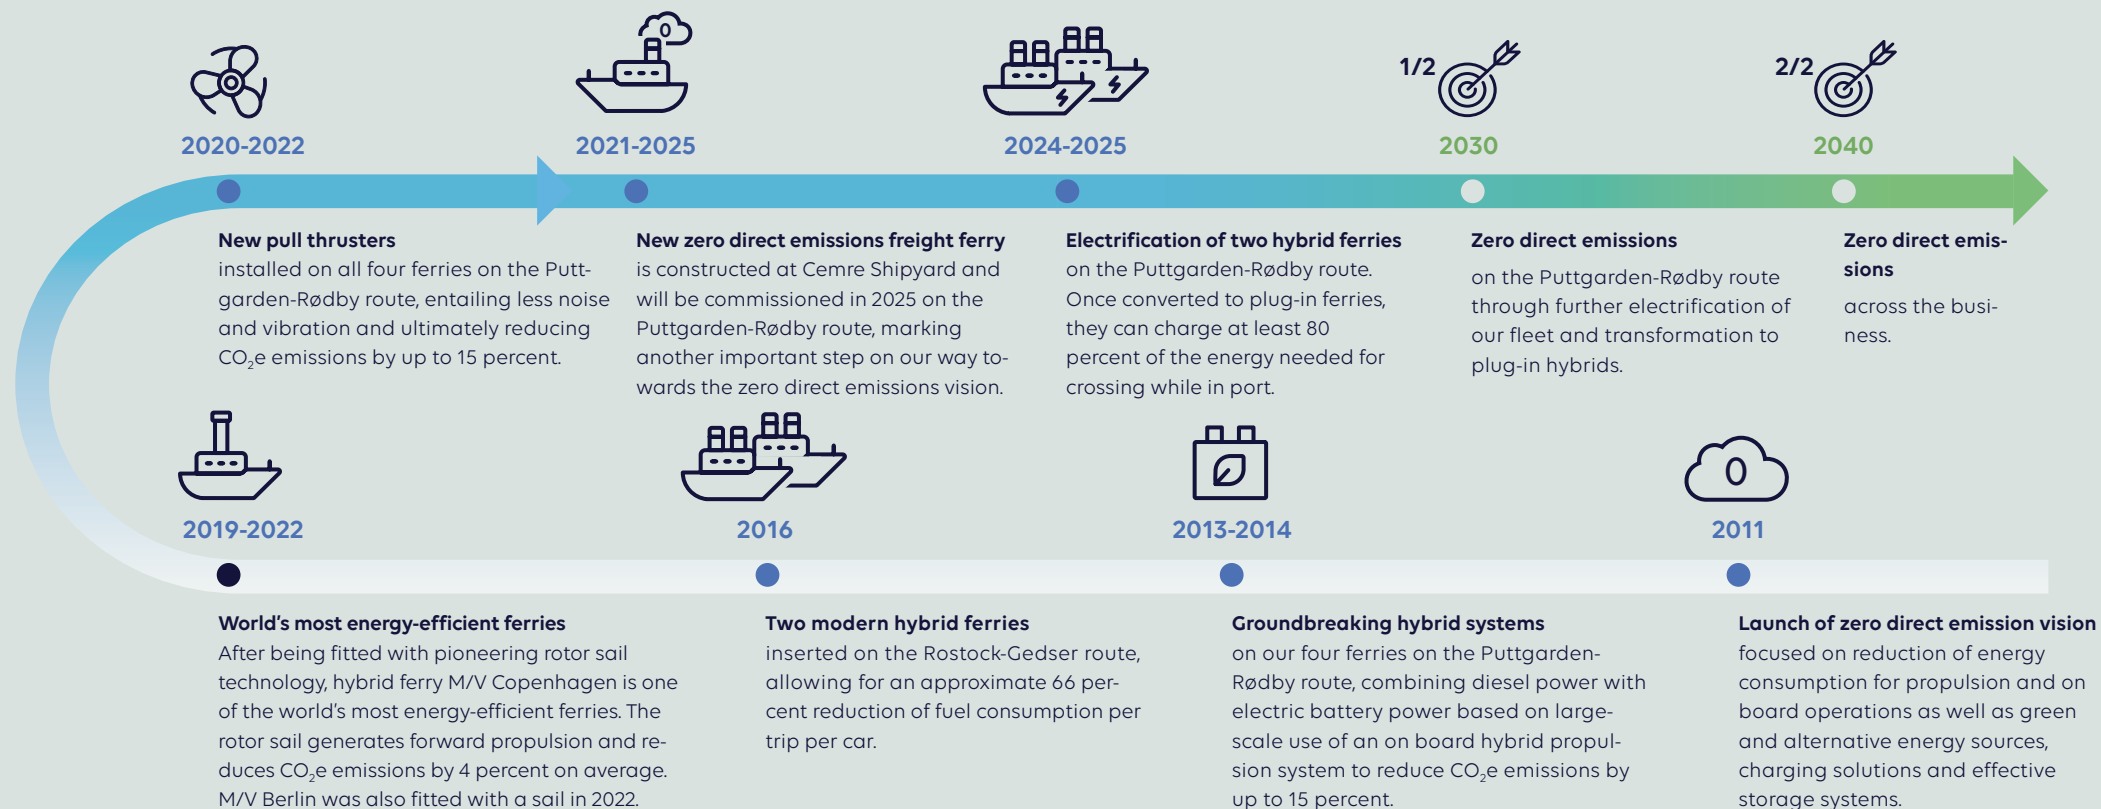 0
1/2
2/2
2020-2022
2021-2025
2024-2025
2030
2040
New pull thrusters
installed on all four ferries on the Putt-
garden-Rødby route, entailing less noise
and vibration and ultimately reducing
CO₂e emissions by up to 15 percent.
New zero direct emissions freight ferry
is constructed at Cemre Shipyard and
will be commissioned in 2025 on the
Puttgarden-Rødby route, marking
another important step on our way to-
wards the zero direct emissions vision.
Electrification of two hybrid ferries
on the Puttgarden-Rødby route.
Once converted to plug-in ferries,
they can charge at least 80
percent of the energy needed for
crossing while in port.
Zero direct emissions
on the Puttgarden-Rødby route
through further electrification of
our fleet and transformation to
plug-in hybrids.
Zero direct emis-
sions
across the busi-
ness.
0
2019-2022
2016
2013-2014
2011
World's most energy-efficient ferries
After being fitted with pioneering rotor sail
technology, hybrid ferry M/V Copenhagen is one
of the world's most energy-efficient ferries. The
rotor sail generates forward propulsion and re-
duces CO₂e emissions by 4 percent on average.
M/V Berlin was also fitted with a sail in 2022.
Two modern hybrid ferries
inserted on the Rostock-Gedser route,
allowing for an approximate 66 per-
cent reduction of fuel consumption per
trip per car.
Groundbreaking hybrid systems
on our four ferries on the Puttgarden-
Rødby route, combining diesel power with
electric battery power based on large-
scale use of an on board hybrid propul-
sion system to reduce CO₂e emissions by
up to 15 percent.
Launch of zero direct emission vision
focused on reduction of energy
consumption for propulsion and on
board operations as well as green
and alternative energy sources,
charging solutions and effective
storage systems.